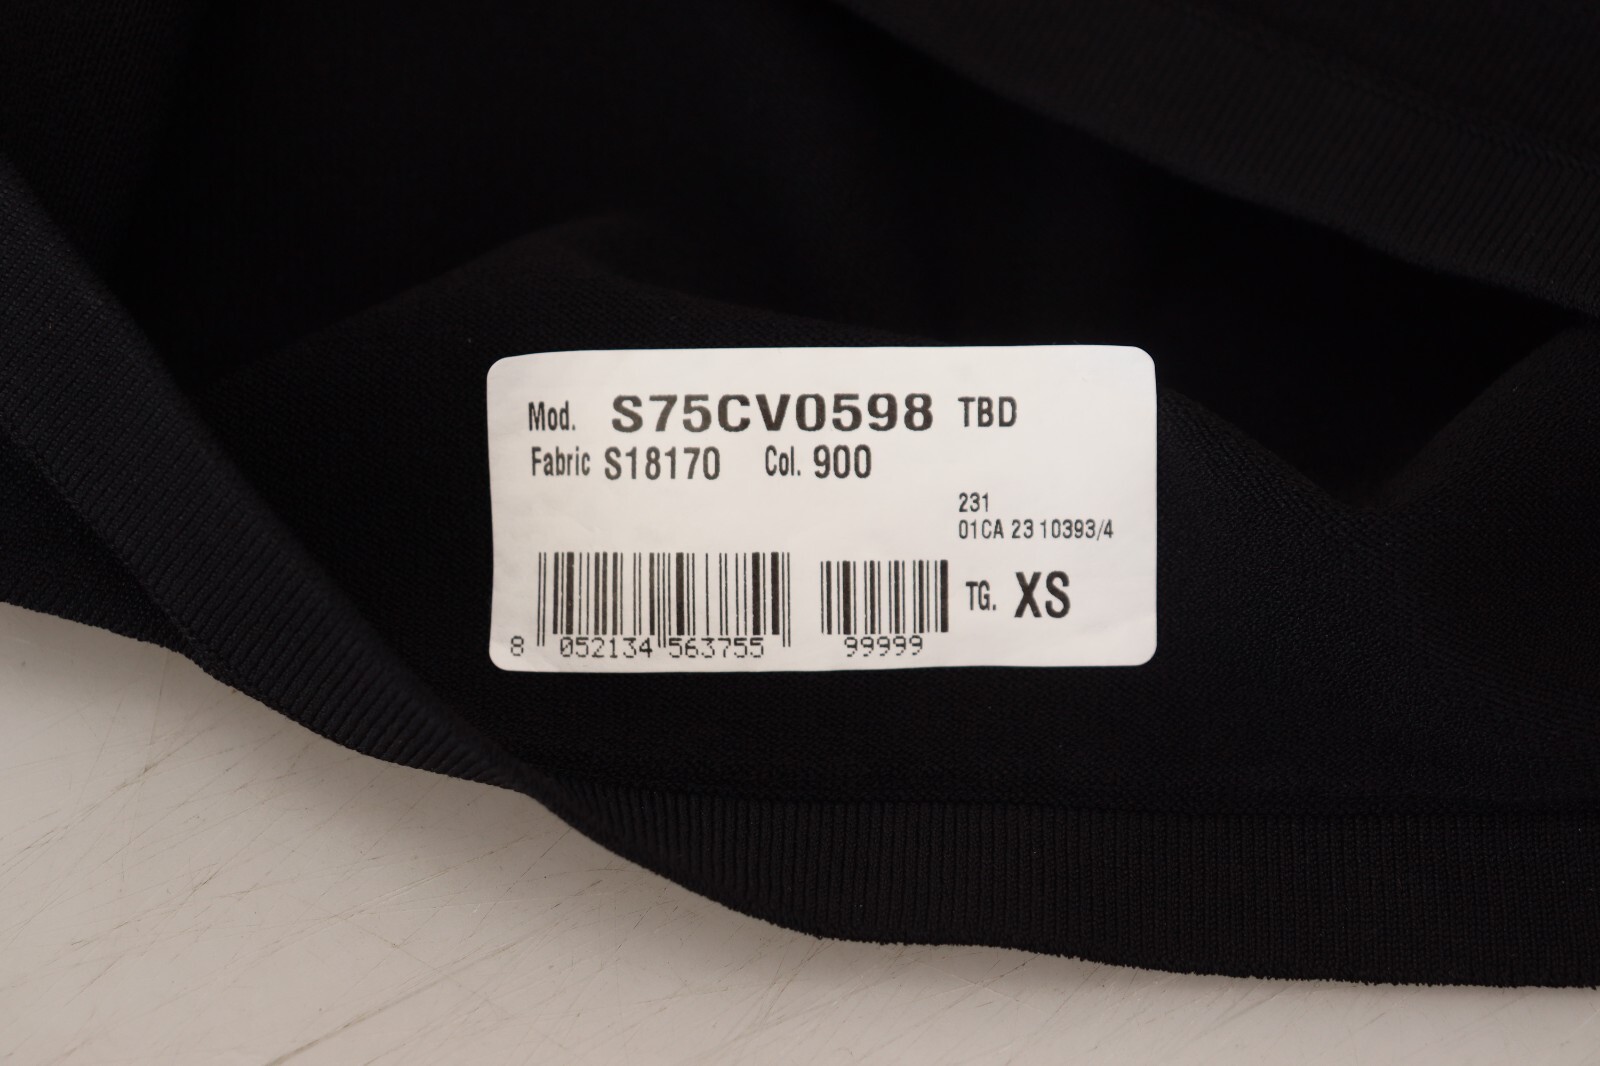 Mod. S75CV0598 TBD
Fabric S18170 Col. 900
231
01CA 23 10393/4
TG. XS
8 052134 563755 99999